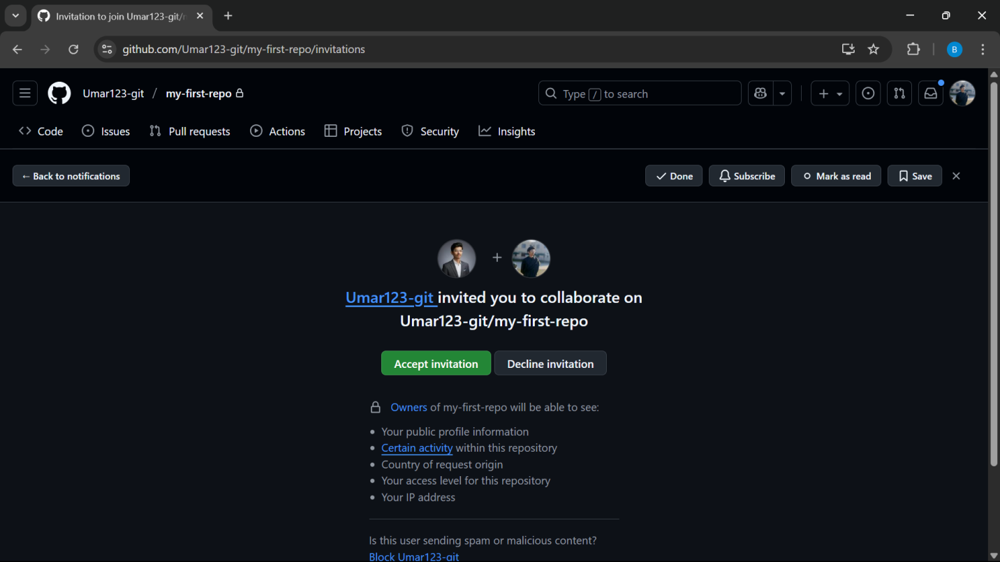 Invitation to join Umar123-git/
github.com/Umar123-git/my-first-repo/invitations
B
Umar123-git / my-first-repo
Type / to search
Code
Issues
Pull requests
Actions
Projects
Security
Insights
← Back to notifications
Done
Subscribe
Mark as read
Save
+
Umar123-git invited you to collaborate on
Umar123-git/my-first-repo
Accept invitation
Decline invitation
Owners of my-first-repo will be able to see:
• Your public profile information
• Certain activity within this repository
• Country of request origin
• Your access level for this repository
• Your IP address
Is this user sending spam or malicious content?
Block Umar123-git